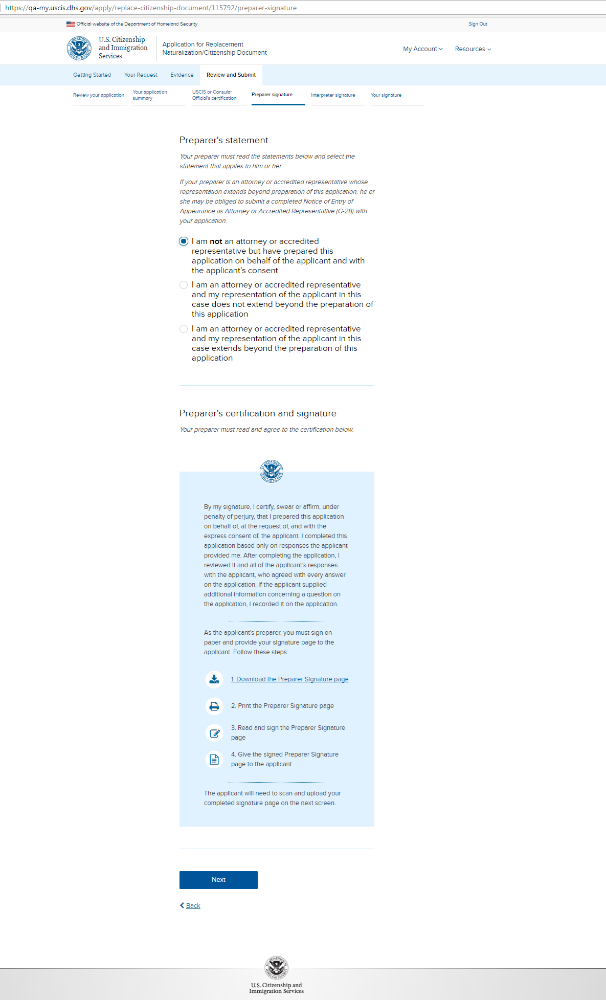 https://qa-my.uscis.dhs.gov/apply/replace-citizenship-document/115792/preparer-signature
Official website of the Department of Homeland Security
Sign Out
U.S. Citizenship
and Immigration
Services
Application for Replacement
Naturalization/Citizenship Document
My Account
Resources
Getting Started
Your Request
Evidence
Review and Submit
Review your application
Your application
summary
USCIS or Consular
Official's certification
Preparer signature
Interpreter signature
Your signature
Preparer's statement
Your preparer must read the statements below and select the
statement that applies to him or her.
If your preparer is an attorney or accredited representative whose
representation extends beyond preparation of this application, he or
she may be obliged to submit a completed Notice of Entry of
Appearance as Attorney or Accredited Representative (G-28) with
your application.
I am not an attorney or accredited
representative but have prepared this
application on behalf of the applicant and with
the applicant's consent
I am an attorney or accredited representative
and my representation of the applicant in this
case does not extend beyond the preparation of
this application
I am an attorney or accredited representative
and my representation of the applicant in this
case extends beyond the preparation of this
application
Preparer's certification and signature
Your preparer must read and agree to the certification below.
By my signature, I certify, swear or affirm, under
penalty of perjury, that I prepared this application
on behalf of, at the request of, and with the
express consent of, the applicant. I completed this
application based only on responses the applicant
provided me. After completing the application, I
reviewed it and all of the applicant's responses
with the applicant, who agreed with every answer
on the application. If the applicant supplied
additional information concerning a question on
the application, I recorded it on the application.
As the applicant's preparer, you must sign on
paper and provide your signature page to the
applicant. Follow these steps:
1. Download the Preparer Signature page
2. Print the Preparer Signature page
3. Read and sign the Preparer Signature
page
4. Give the signed Preparer Signature
page to the applicant
The applicant will need to scan and upload your
completed signature page on the next screen.
Next
Back
U.S. Citizenship and
Immigration Services